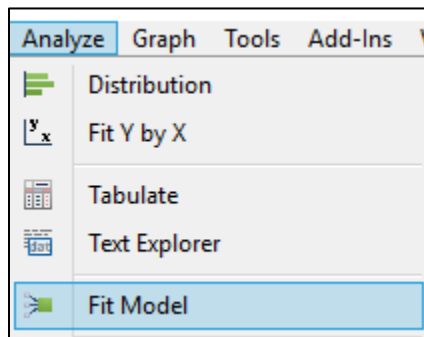 Analyze Graph Tools Add-Ins
Distribution
Fit Y by X
Tabulate
Text Explorer
Fit Model